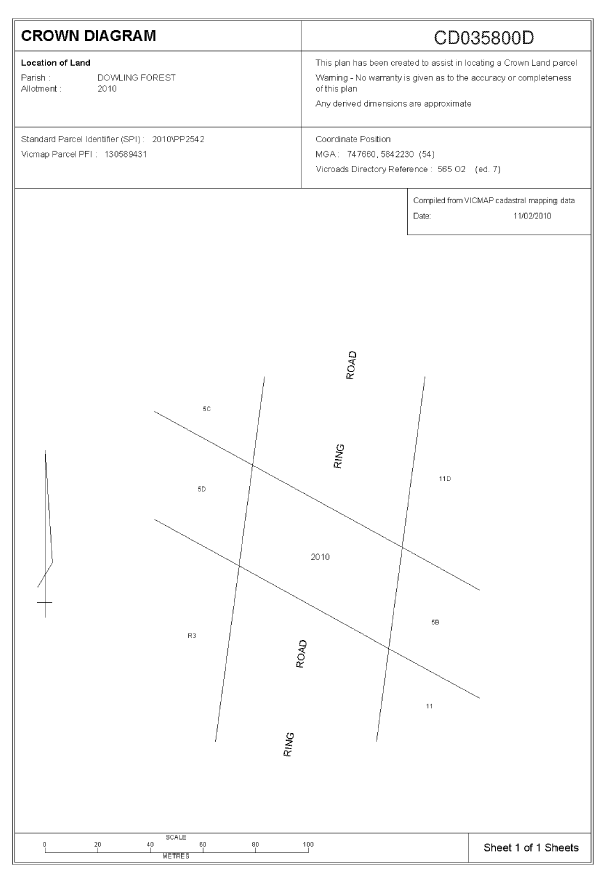 CROWN DIAGRAM
CD035800D
Location of Land
Parish : DOWLING FOREST
Allotment : 2010
This plan has been created to assist in locating a Crown Land parcel
Warning - No warranty is given as to the accuracy or completeness
of this plan
Any derived dimensions are approximate
Standard Parcel Identifier (SPI) : 2010\PP2542
Vicmap Parcel PFI : 130589431
Coordinate Position
MGA : 747660, 5842230 (54)
Vicroads Directory Reference : 565 O2 (ed. 7)
Compiled from VICMAP cadastral mapping data
Date: 11/02/2010
ROAD
5C
RING
11D
5D
2010
5B
R3
ROAD
11
RING
SCALE
0 20 40 60 80 100
METRES
Sheet 1 of 1 Sheets